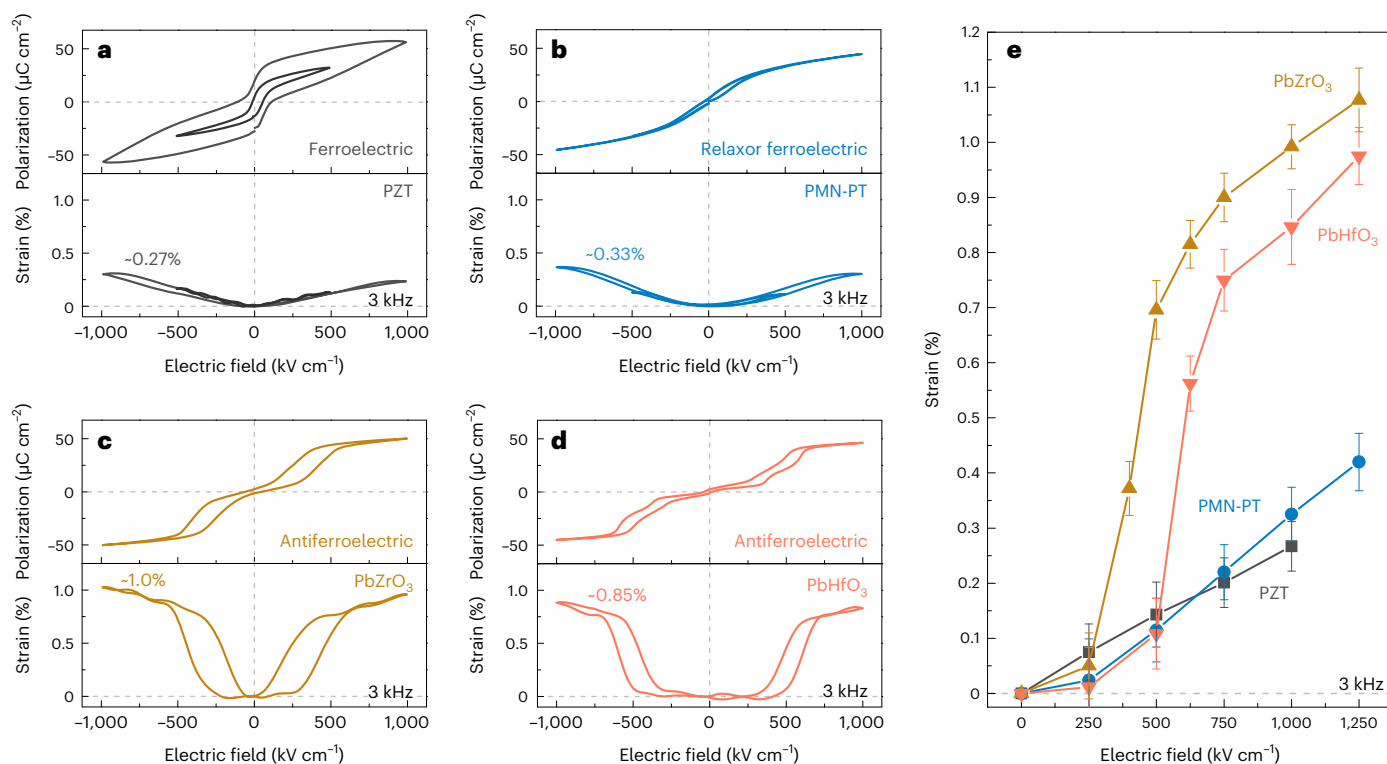 a
Polarization (µC cm⁻²)
50
0
−50
Ferroelectric
Strain (%)
1.0
0.5
0
PZT
~0.27%
3 kHz
−1,000 −500 0 500 1,000
Electric field (kV cm⁻¹)
b
Polarization (µC cm⁻²)
50
0
−50
Relaxor ferroelectric
Strain (%)
1.0
0.5
0
PMN-PT
~0.33%
3 kHz
−1,000 −500 0 500 1,000
Electric field (kV cm⁻¹)
c
Polarization (µC cm⁻²)
50
0
−50
Antiferroelectric
Strain (%)
1.0
0.5
0
~1.0%
PbZrO₃
3 kHz
−1,000 −500 0 500 1,000
Electric field (kV cm⁻¹)
d
Polarization (µC cm⁻²)
50
0
−50
Antiferroelectric
Strain (%)
1.0
0.5
0
~0.85%
PbHfO₃
3 kHz
−1,000 −500 0 500 1,000
Electric field (kV cm⁻¹)
e
Strain (%)
1.2
1.1
1.0
0.9
0.8
0.7
0.6
0.5
0.4
0.3
0.2
0.1
0
PbZrO₃
PbHfO₃
PMN-PT
PZT
3 kHz
0 250 500 750 1,000 1,250
Electric field (kV cm⁻¹)